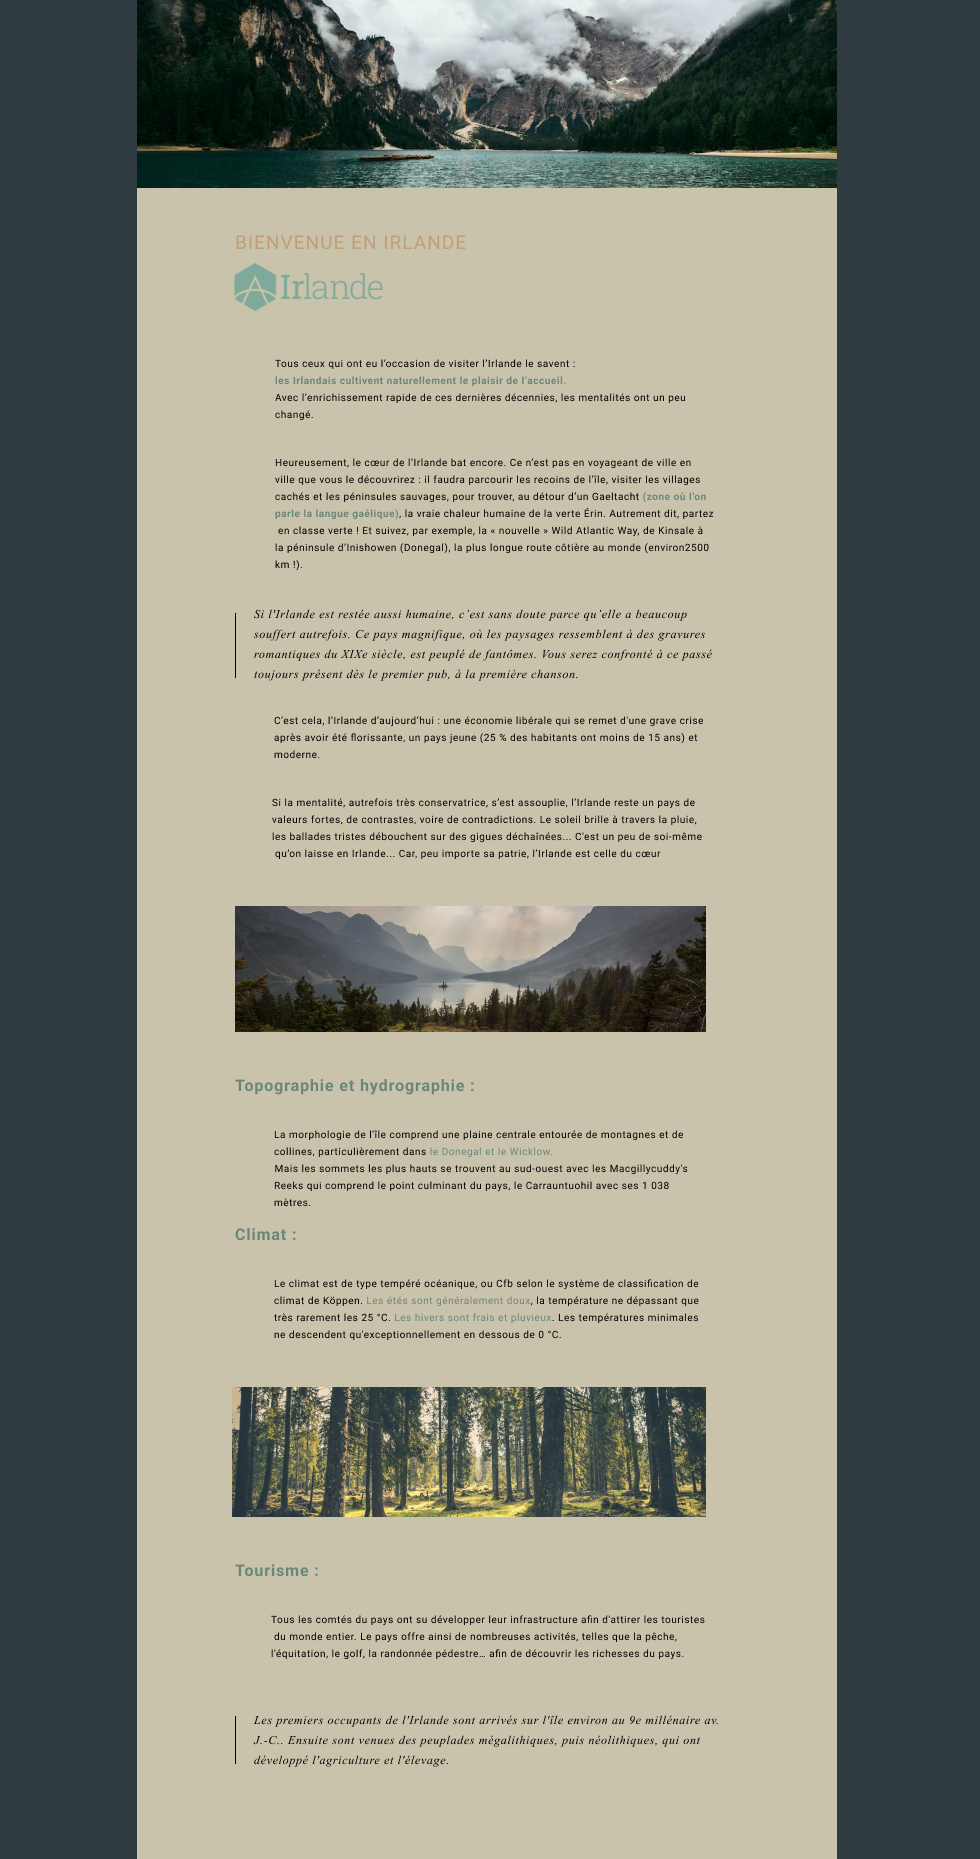 BIENVENUE EN IRLANDE
Irlande
Tous ceux qui ont eu l’occasion de visiter l’Irlande le savent :
les Irlandais cultivent naturellement le plaisir de l’accueil.
Avec l’enrichissement rapide de ces dernières décennies, les mentalités ont un peu
changé.
Heureusement, le cœur de l’Irlande bat encore. Ce n’est pas en voyageant de ville en
ville que vous le découvrirez : il faudra parcourir les recoins de l’île, visiter les villages
cachés et les péninsules sauvages, pour trouver, au détour d’un Gaeltacht (zone où l’on
parle la langue gaélique), la vraie chaleur humaine de la verte Érin. Autrement dit, partez
en classe verte ! Et suivez, par exemple, la « nouvelle » Wild Atlantic Way, de Kinsale à
la péninsule d’Inishowen (Donegal), la plus longue route côtière au monde (environ2500
km !).
Si l'Irlande est restée aussi humaine, c’est sans doute parce qu’elle a beaucoup
souffert autrefois. Ce pays magnifique, où les paysages ressemblent à des gravures
romantiques du XIXe siècle, est peuplé de fantômes. Vous serez confronté à ce passé
toujours présent dès le premier pub, à la première chanson.
C’est cela, l’Irlande d’aujourd’hui : une économie libérale qui se remet d'une grave crise
après avoir été florissante, un pays jeune (25 % des habitants ont moins de 15 ans) et
moderne.
Si la mentalité, autrefois très conservatrice, s’est assouplie, l’Irlande reste un pays de
valeurs fortes, de contrastes, voire de contradictions. Le soleil brille à travers la pluie,
les ballades tristes débouchent sur des gigues déchaînées... C’est un peu de soi-même
qu’on laisse en Irlande... Car, peu importe sa patrie, l’Irlande est celle du cœur
Topographie et hydrographie :
La morphologie de l’île comprend une plaine centrale entourée de montagnes et de
collines, particulièrement dans le Donegal et le Wicklow.
Mais les sommets les plus hauts se trouvent au sud-ouest avec les Macgillycuddy's
Reeks qui comprend le point culminant du pays, le Carrauntuohil avec ses 1 038
mètres.
Climat :
Le climat est de type tempéré océanique, ou Cfb selon le système de classification de
climat de Köppen. Les étés sont généralement doux, la température ne dépassant que
très rarement les 25 °C. Les hivers sont frais et pluvieux. Les températures minimales
ne descendent qu'exceptionnellement en dessous de 0 °C.
Tourisme :
Tous les comtés du pays ont su développer leur infrastructure afin d'attirer les touristes
du monde entier. Le pays offre ainsi de nombreuses activités, telles que la pêche,
l'équitation, le golf, la randonnée pédestre… afin de découvrir les richesses du pays.
Les premiers occupants de l'Irlande sont arrivés sur l'île environ au 9e millénaire av.
J.-C.. Ensuite sont venues des peuplades mégalithiques, puis néolithiques, qui ont
développé l'agriculture et l'élevage.